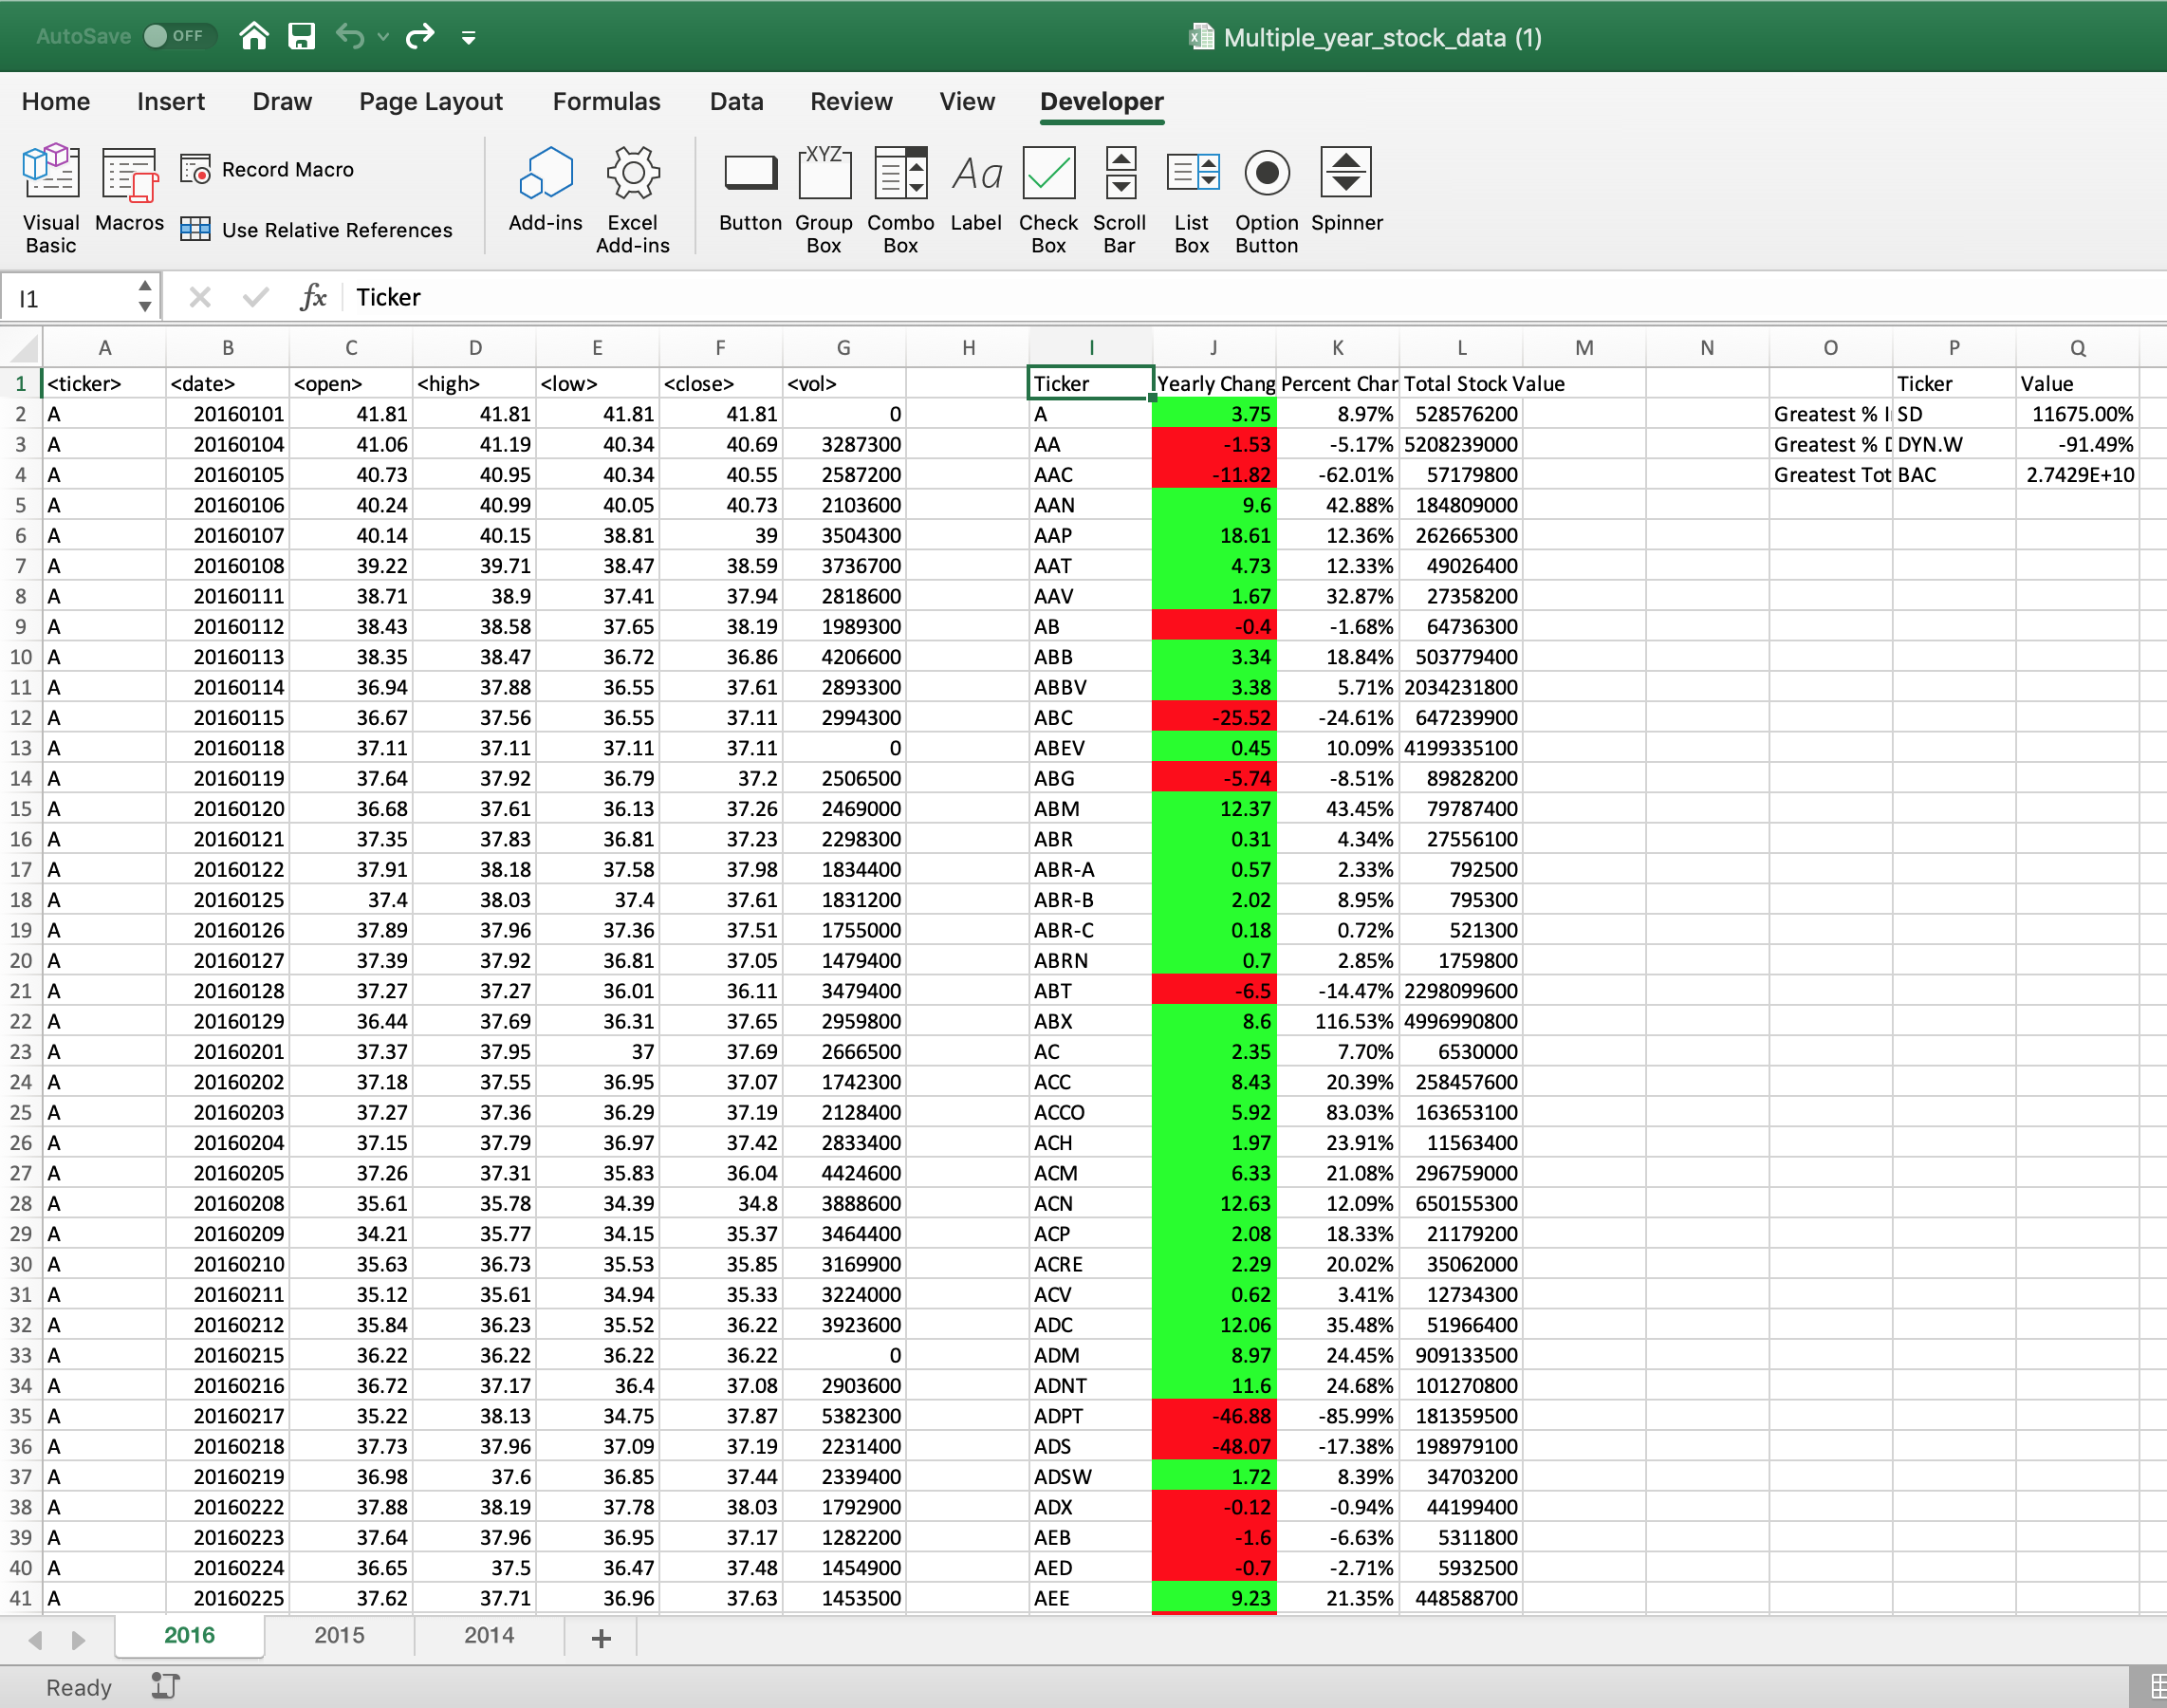 AutoSave OFF Multiple_year_stock_data (1)
Home Insert Draw Page Layout Formulas Data Review View Developer
Visual Basic Macros Record Macro Use Relative References Add-ins Excel Add-ins XYZ Button Group Box Combo Box Aa Label Check Box Scroll Bar List Box Option Button Spinner
I1 fx Ticker
A B C D E F G H I J K L M N O P Q
1 <ticker> <date> <open> <high> <low> <close> <vol> Ticker Yearly Chang Percent Char Total Stock Value Ticker Value
2 A 20160101 41.81 41.81 41.81 41.81 0 A 3.75 8.97% 528576200 Greatest % I SD 11675.00%
3 A 20160104 41.06 41.19 40.34 40.69 3287300 AA -1.53 -5.17% 5208239000 Greatest % D DYN.W -91.49%
4 A 20160105 40.73 40.95 40.34 40.55 2587200 AAC -11.82 -62.01% 57179800 Greatest Tot BAC 2.7429E+10
5 A 20160106 40.24 40.99 40.05 40.73 2103600 AAN 9.6 42.88% 184809000
6 A 20160107 40.14 40.15 38.81 39 3504300 AAP 18.61 12.36% 262665300
7 A 20160108 39.22 39.71 38.47 38.59 3736700 AAT 4.73 12.33% 49026400
8 A 20160111 38.71 38.9 37.41 37.94 2818600 AAV 1.67 32.87% 27358200
9 A 20160112 38.43 38.58 37.65 38.19 1989300 AB -0.4 -1.68% 64736300
10 A 20160113 38.35 38.47 36.72 36.86 4206600 ABB 3.34 18.84% 503779400
11 A 20160114 36.94 37.88 36.55 37.61 2893300 ABBV 3.38 5.71% 2034231800
12 A 20160115 36.67 37.56 36.55 37.11 2994300 ABC -25.52 -24.61% 647239900
13 A 20160118 37.11 37.11 37.11 37.11 0 ABEV 0.45 10.09% 4199335100
14 A 20160119 37.64 37.92 36.79 37.2 2506500 ABG -5.74 -8.51% 89828200
15 A 20160120 36.68 37.61 36.13 37.26 2469000 ABM 12.37 43.45% 79787400
16 A 20160121 37.35 37.83 36.81 37.23 2298300 ABR 0.31 4.34% 27556100
17 A 20160122 37.91 38.18 37.58 37.98 1834400 ABR-A 0.57 2.33% 792500
18 A 20160125 37.4 38.03 37.4 37.61 1831200 ABR-B 2.02 8.95% 795300
19 A 20160126 37.89 37.96 37.36 37.51 1755000 ABR-C 0.18 0.72% 521300
20 A 20160127 37.39 37.92 36.81 37.05 1479400 ABRN 0.7 2.85% 1759800
21 A 20160128 37.27 37.27 36.01 36.11 3479400 ABT -6.5 -14.47% 2298099600
22 A 20160129 36.44 37.69 36.31 37.65 2959800 ABX 8.6 116.53% 4996990800
23 A 20160201 37.37 37.95 37 37.69 2666500 AC 2.35 7.70% 6530000
24 A 20160202 37.18 37.55 36.95 37.07 1742300 ACC 8.43 20.39% 258457600
25 A 20160203 37.27 37.36 36.29 37.19 2128400 ACCO 5.92 83.03% 163653100
26 A 20160204 37.15 37.79 36.97 37.42 2833400 ACH 1.97 23.91% 11563400
27 A 20160205 37.26 37.31 35.83 36.04 4424600 ACM 6.33 21.08% 296759000
28 A 20160208 35.61 35.78 34.39 34.8 3888600 ACN 12.63 12.09% 650155300
29 A 20160209 34.21 35.77 34.15 35.37 3464400 ACP 2.08 18.33% 21179200
30 A 20160210 35.63 36.73 35.53 35.85 3169900 ACRE 2.29 20.02% 35062000
31 A 20160211 35.12 35.61 34.94 35.33 3224000 ACV 0.62 3.41% 12734300
32 A 20160212 35.84 36.23 35.52 36.22 3923600 ADC 12.06 35.48% 51966400
33 A 20160215 36.22 36.22 36.22 36.22 0 ADM 8.97 24.45% 909133500
34 A 20160216 36.72 37.17 36.4 37.08 2903600 ADNT 11.6 24.68% 101270800
35 A 20160217 35.22 38.13 34.75 37.87 5382300 ADPT -46.88 -85.99% 181359500
36 A 20160218 37.73 37.96 37.09 37.19 2231400 ADS -48.07 -17.38% 198979100
37 A 20160219 36.98 37.6 36.85 37.44 2339400 ADSW 1.72 8.39% 34703200
38 A 20160222 37.88 38.19 37.78 38.03 1792900 ADX -0.12 -0.94% 44199400
39 A 20160223 37.64 37.96 36.95 37.17 1282200 AEB -1.6 -6.63% 5311800
40 A 20160224 36.65 37.5 36.47 37.48 1454900 AED -0.7 -2.71% 5932500
41 A 20160225 37.62 37.71 36.96 37.63 1453500 AEE 9.23 21.35% 448588700
2016 2015 2014 +
Ready